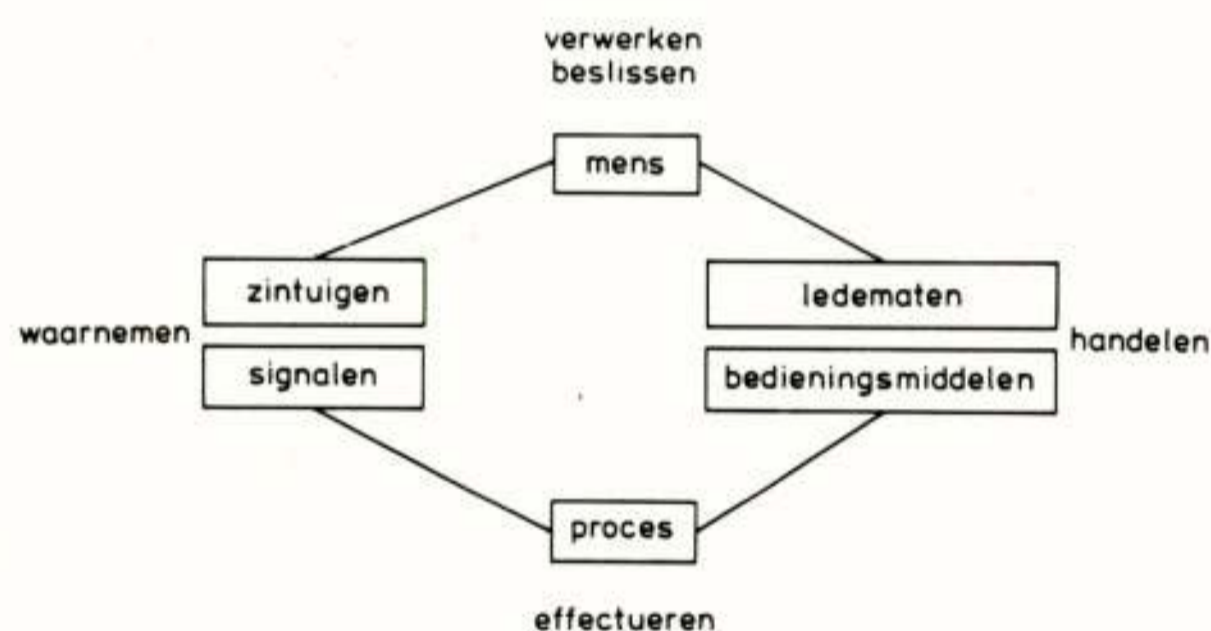 verwerken
beslissen
mens
zintuigen
ledematen
waarnemen
handelen
signalen
bedieningsmiddelen
proces
effectueren